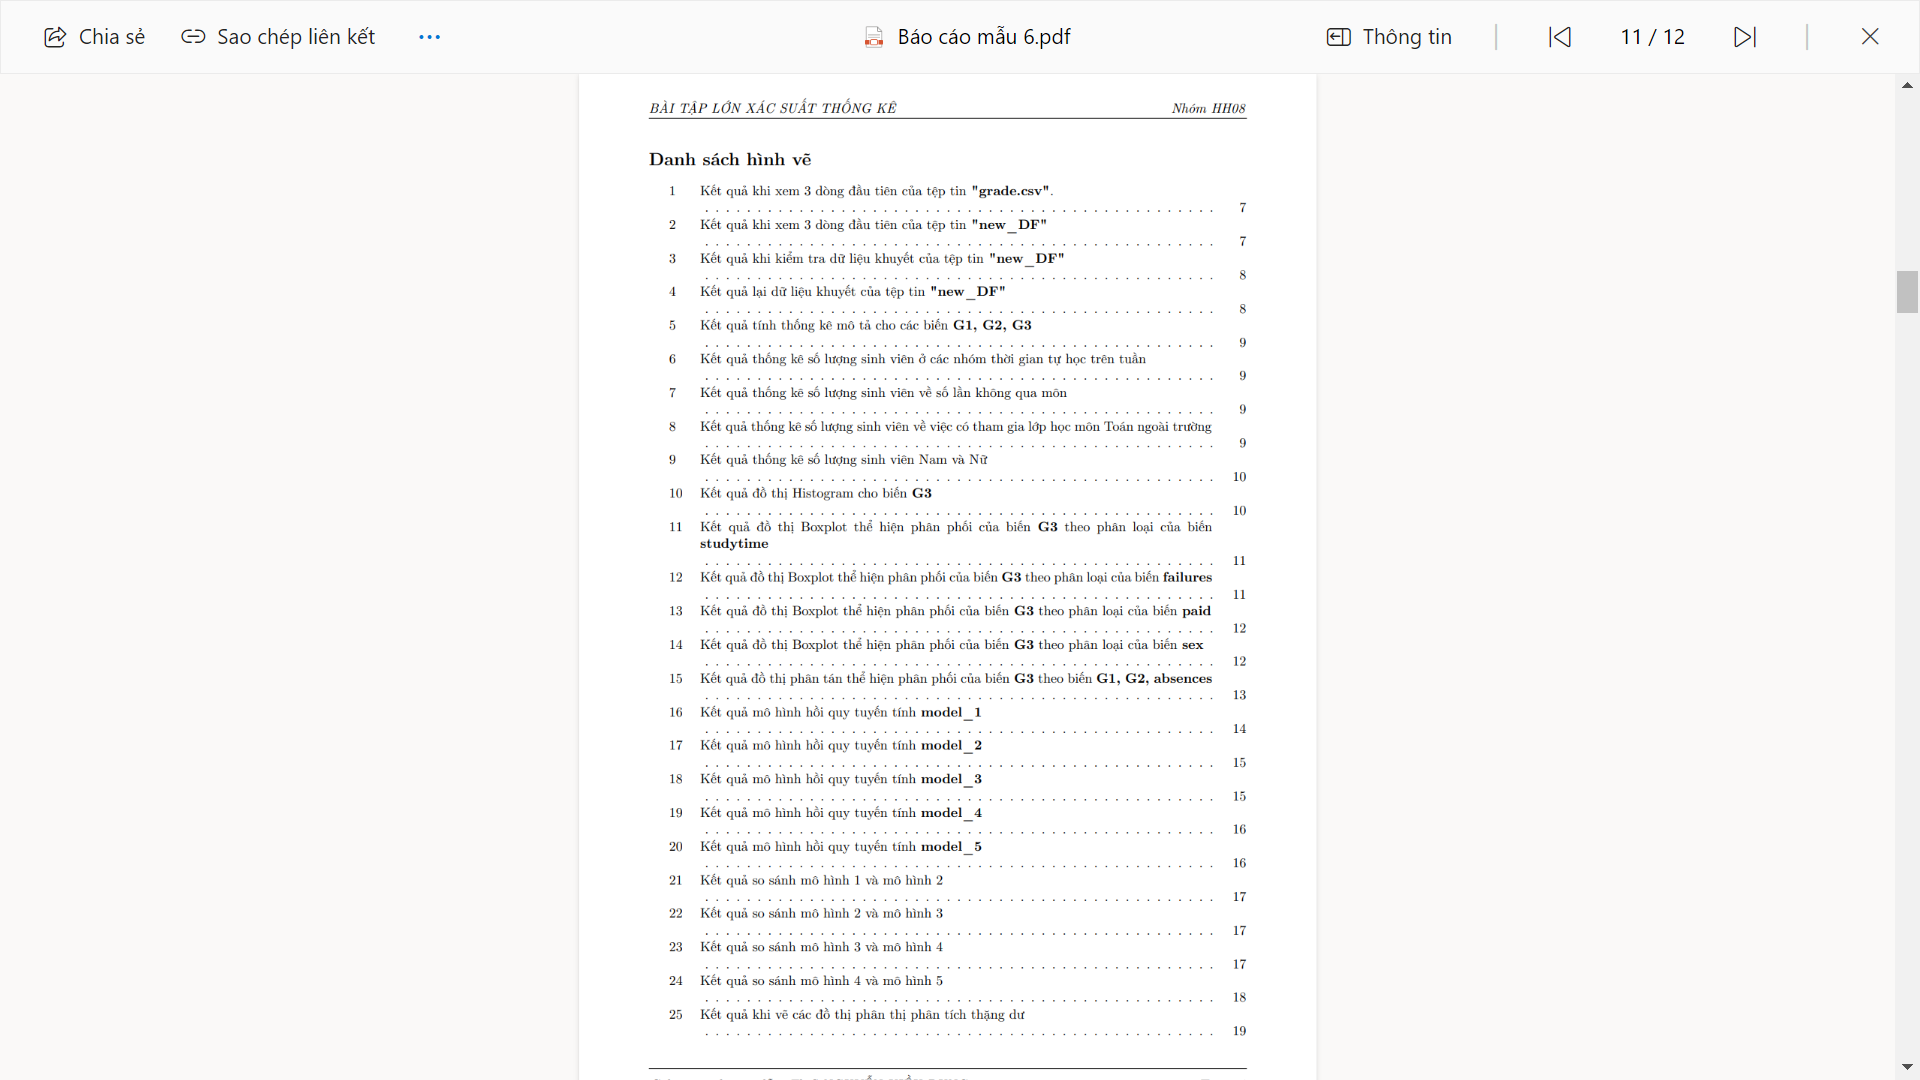 Chia sẻ Sao chép liên kết ··· Báo cáo mẫu 6.pdf Thông tin 11 / 12
BÀI TẬP LỚN XÁC SUẤT THỐNG KÊ Nhóm HH08
Danh sách hình vẽ
1 Kết quả khi xem 3 dòng đầu tiên của tệp tin "grade.csv".
7
2 Kết quả khi xem 3 dòng đầu tiên của tệp tin "new_DF"
7
3 Kết quả khi kiểm tra dữ liệu khuyết của tệp tin "new_DF"
8
4 Kết quả lại dữ liệu khuyết của tệp tin "new_DF"
8
5 Kết quả tính thống kê mô tả cho các biến G1, G2, G3
9
6 Kết quả thống kê số lượng sinh viên ở các nhóm thời gian tự học trên tuần
9
7 Kết quả thống kê số lượng sinh viên về số lần không qua môn
9
8 Kết quả thống kê số lượng sinh viên về việc có tham gia lớp học môn Toán ngoài trường
9
9 Kết quả thống kê số lượng sinh viên Nam và Nữ
10
10 Kết quả đồ thị Histogram cho biến G3
10
11 Kết quả đồ thị Boxplot thể hiện phân phối của biến G3 theo phân loại của biến
studytime
11
12 Kết quả đồ thị Boxplot thể hiện phân phối của biến G3 theo phân loại của biến failures
11
13 Kết quả đồ thị Boxplot thể hiện phân phối của biến G3 theo phân loại của biến paid
12
14 Kết quả đồ thị Boxplot thể hiện phân phối của biến G3 theo phân loại của biến sex
12
15 Kết quả đồ thị phân tán thể hiện phân phối của biến G3 theo biến G1, G2, absences
13
16 Kết quả mô hình hồi quy tuyến tính model_1
14
17 Kết quả mô hình hồi quy tuyến tính model_2
15
18 Kết quả mô hình hồi quy tuyến tính model_3
15
19 Kết quả mô hình hồi quy tuyến tính model_4
16
20 Kết quả mô hình hồi quy tuyến tính model_5
16
21 Kết quả so sánh mô hình 1 và mô hình 2
17
22 Kết quả so sánh mô hình 2 và mô hình 3
17
23 Kết quả so sánh mô hình 3 và mô hình 4
17
24 Kết quả so sánh mô hình 4 và mô hình 5
18
25 Kết quả khi vẽ các đồ thị phân thị phân tích thặng dư
19